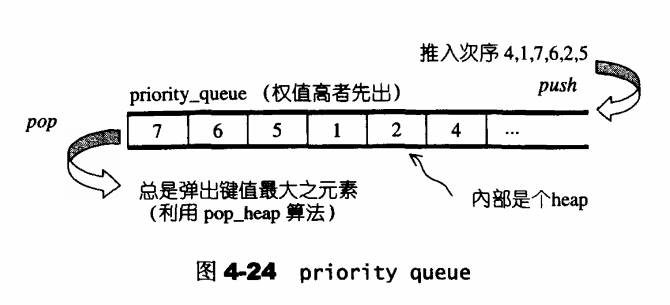 推入次序 4,1,7,6,2,5
push
priority_queue（权值高者先出）
pop
7 6 5 1 2 4 ...
总是弹出键值最大之元素
（利用 pop_heap 算法）
內部是个heap
图 4-24 priority queue